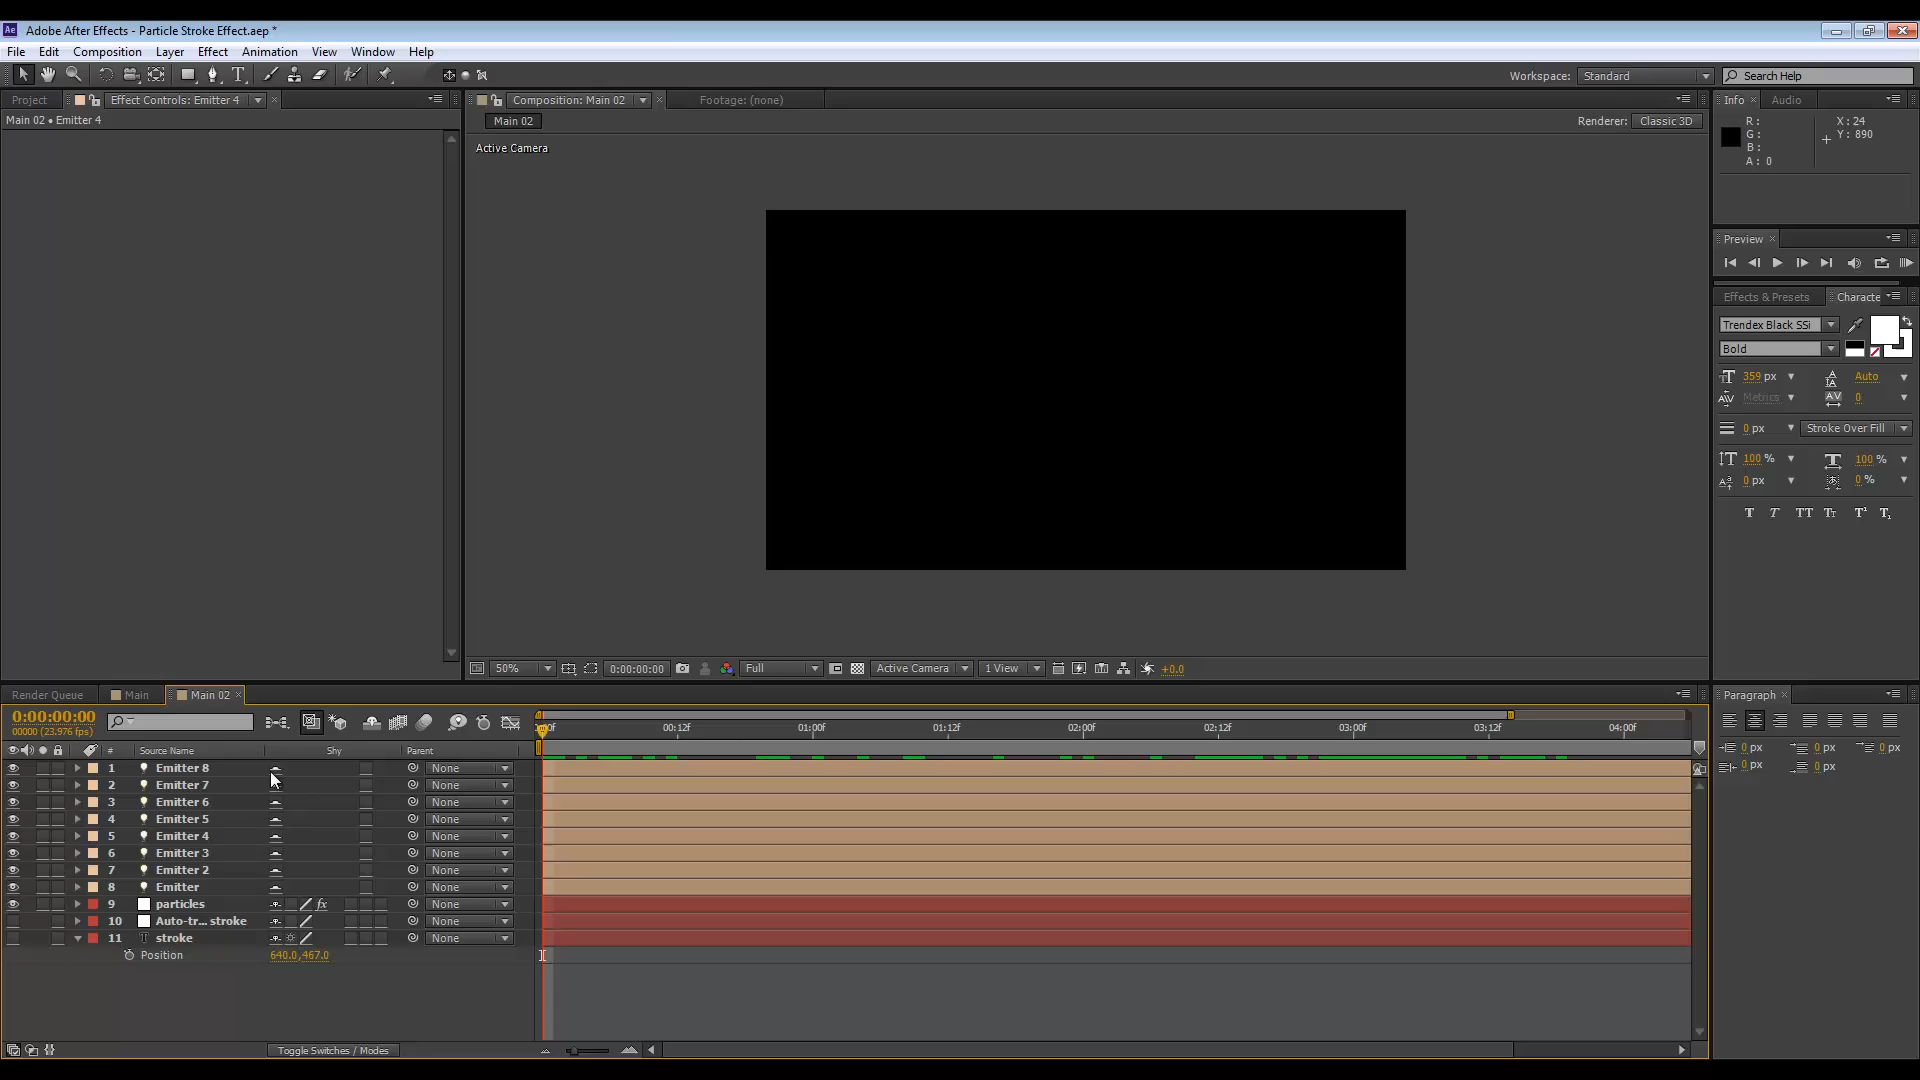 Adobe After Effects - Particle Stroke Effect.aep *
File Edit Composition Layer Effect Animation View Window Help
Workspace: Standard Search Help
Project Effect Controls: Emitter 4 Composition: Main 02 Footage: (none) Info Audio
Main 02 • Emitter 4 Main 02 Renderer: Classic 3D
Active Camera
R:
G:
B:
A: 0
X: 24
Y: 890
Preview
Effects & Presets Characte
Trendex Black SSi
Bold
359 px Auto
Metrics 0
0 px Stroke Over Fill
100 % 100 %
0 px 0 %
T T TT Tt T¹ T₁
50% 0:00:00:00 Full Active Camera 1 View +0.0
Render Queue Main Main 02 Paragraph
0:00:00:00
00000 (23.976 fps)
:00f 00:12f 01:00f 01:12f 02:00f 02:12f 03:00f 03:12f 04:00f
# Source Name Shy Parent
1 Emitter 8 None
2 Emitter 7 None
3 Emitter 6 None
4 Emitter 5 None
5 Emitter 4 None
6 Emitter 3 None
7 Emitter 2 None
8 Emitter None
9 particles fx None
10 Auto-tr... stroke None
11 stroke None
Position 640.0,467.0
Toggle Switches / Modes
0 px 0 px 0 px
0 px 0 px